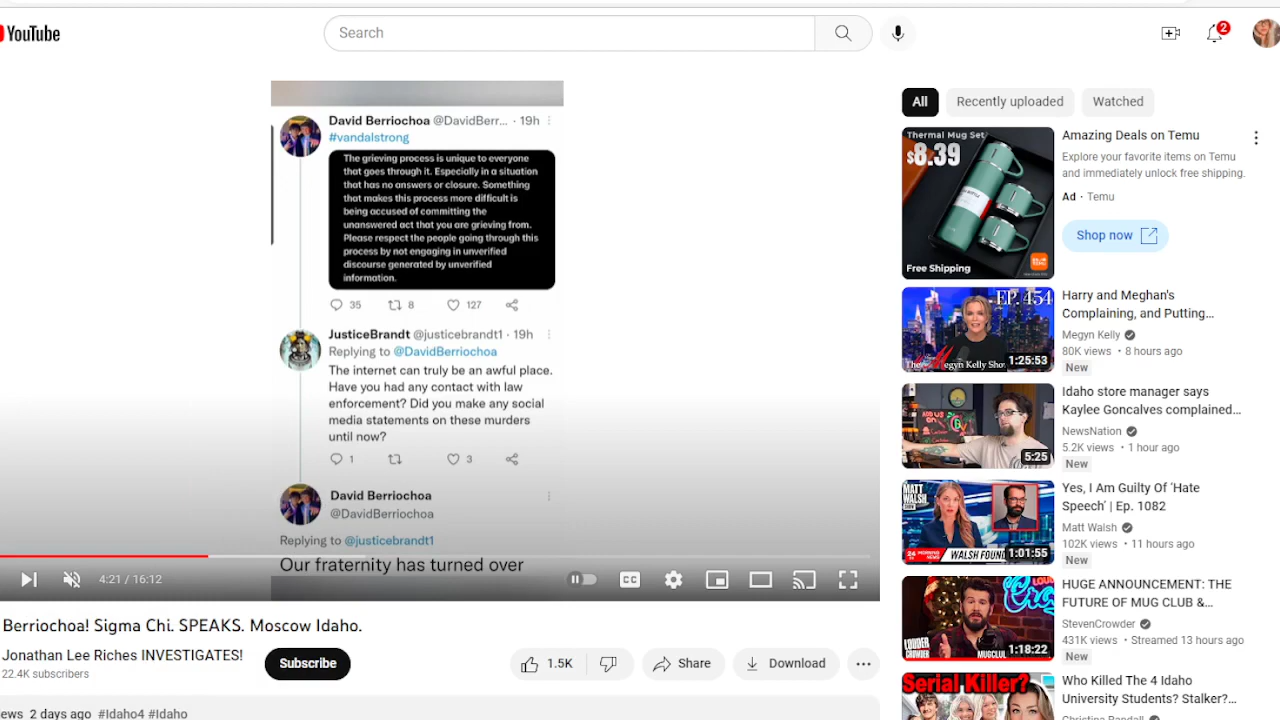 YouTube
Search
2
David Berriochoa @DavidBerr... · 19h
#vandalstrong
The grieving process is unique to everyone
that goes through it. Especially in a situation
that has no answers or closure. Something
that makes this process more difficult is
being accused of committing the
unanswered act that you are grieving from.
Please respect the people going through this
process by not engaging in unverified
discourse generated by unverified
information.
35 8 127
JusticeBrandt @justicebrandt1 · 19h
Replying to @DavidBerriochoa
The internet can truly be an awful place.
Have you had any contact with law
enforcement? Did you make any social
media statements on these murders
until now?
1 3
David Berriochoa
@DavidBerriochoa
Replying to @justicebrandt1
Our fraternity has turned over
4:21 / 16:12
CC
Berriochoa! Sigma Chi. SPEAKS. Moscow Idaho.
Jonathan Lee Riches INVESTIGATES!
22.4K subscribers
Subscribe
1.5K
Share
Download
2 days ago #Idaho4 #Idaho
All
Recently uploaded
Watched
Thermal Mug Set
$8.39
Free Shipping
Amazing Deals on Temu
Explore your favorite items on Temu
and immediately unlock free shipping.
Ad · Temu
Shop now
EP. 454
The Megyn Kelly Show
1:25:53
Harry and Meghan's
Complaining, and Putting...
Megyn Kelly
80K views · 8 hours ago
New
5:25
Idaho store manager says
Kaylee Goncalves complained...
NewsNation
5.2K views · 1 hour ago
New
MATT
WALSH
SHOW
24
WALSH FOUND
1:01:55
Yes, I Am Guilty Of 'Hate
Speech' | Ep. 1082
Matt Walsh
102K views · 11 hours ago
New
LOUDER
CROWDER
MUGCLUB
1:18:22
HUGE ANNOUNCEMENT: THE
FUTURE OF MUG CLUB &...
StevenCrowder
431K views · Streamed 13 hours ago
New
Serial Killer?
Who Killed The 4 Idaho
University Students? Stalker?...
Christina Randall